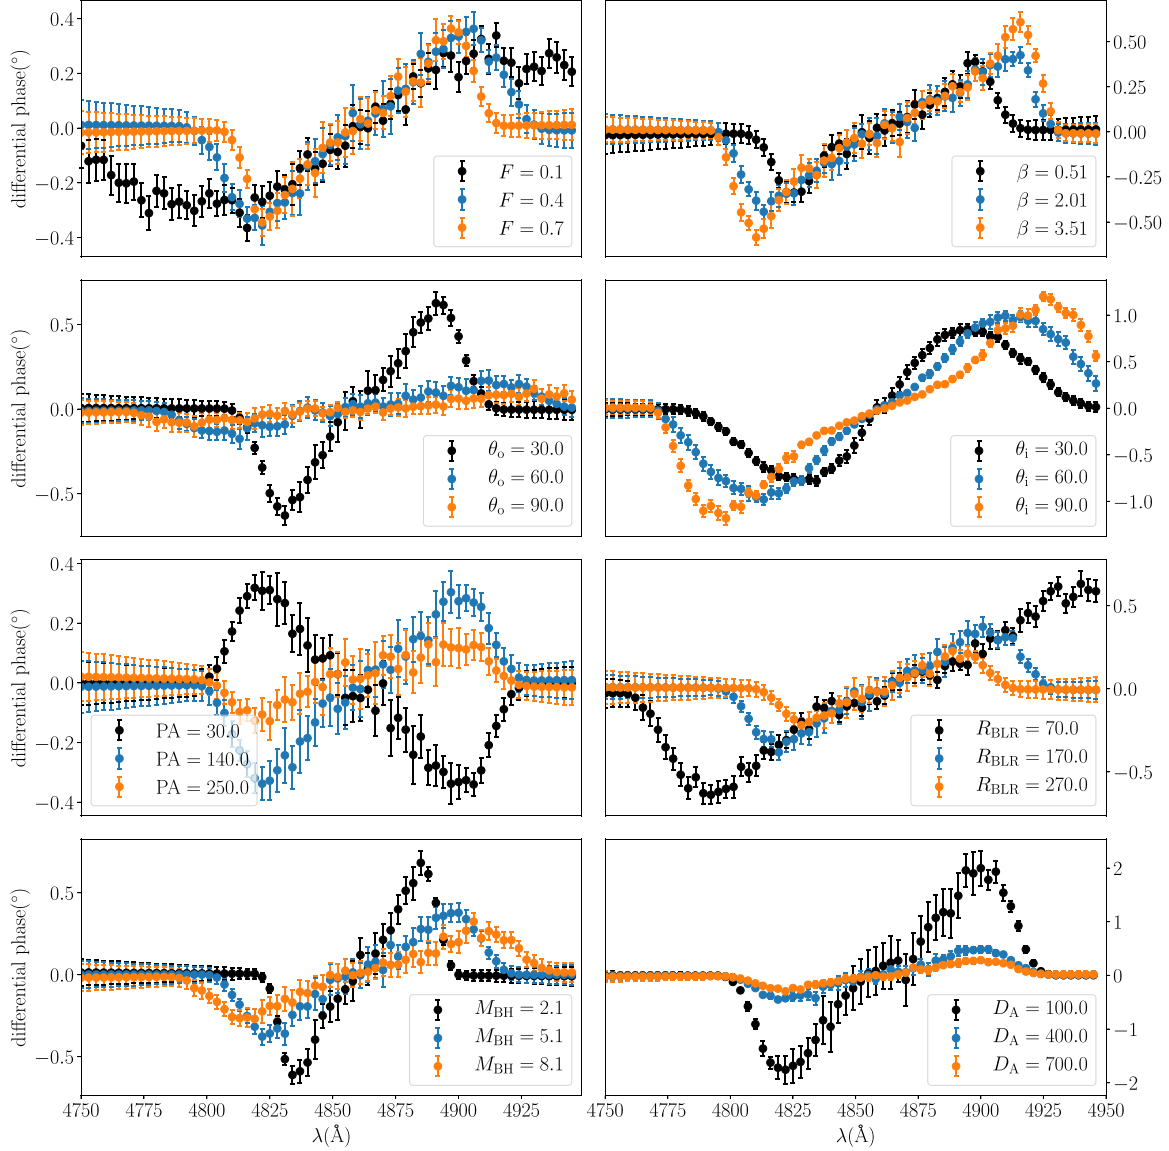 0.4
0.2
0.0
−0.2
−0.4
differential phase(°)
F = 0.1
F = 0.4
F = 0.7
0.50
0.25
0.00
−0.25
−0.50
β = 0.51
β = 2.01
β = 3.51
0.5
0.0
−0.5
differential phase(°)
θo = 30.0
θo = 60.0
θo = 90.0
1.0
0.5
0.0
−0.5
−1.0
θi = 30.0
θi = 60.0
θi = 90.0
0.4
0.2
0.0
−0.2
−0.4
differential phase(°)
PA = 30.0
PA = 140.0
PA = 250.0
0.5
0.0
−0.5
RBLR = 70.0
RBLR = 170.0
RBLR = 270.0
0.5
0.0
−0.5
differential phase(°)
MBH = 2.1
MBH = 5.1
MBH = 8.1
4750 4775 4800 4825 4850 4875 4900 4925
λ(Å)
2
1
0
−1
−2
DA = 100.0
DA = 400.0
DA = 700.0
4750 4775 4800 4825 4850 4875 4900 4925 4950
λ(Å)